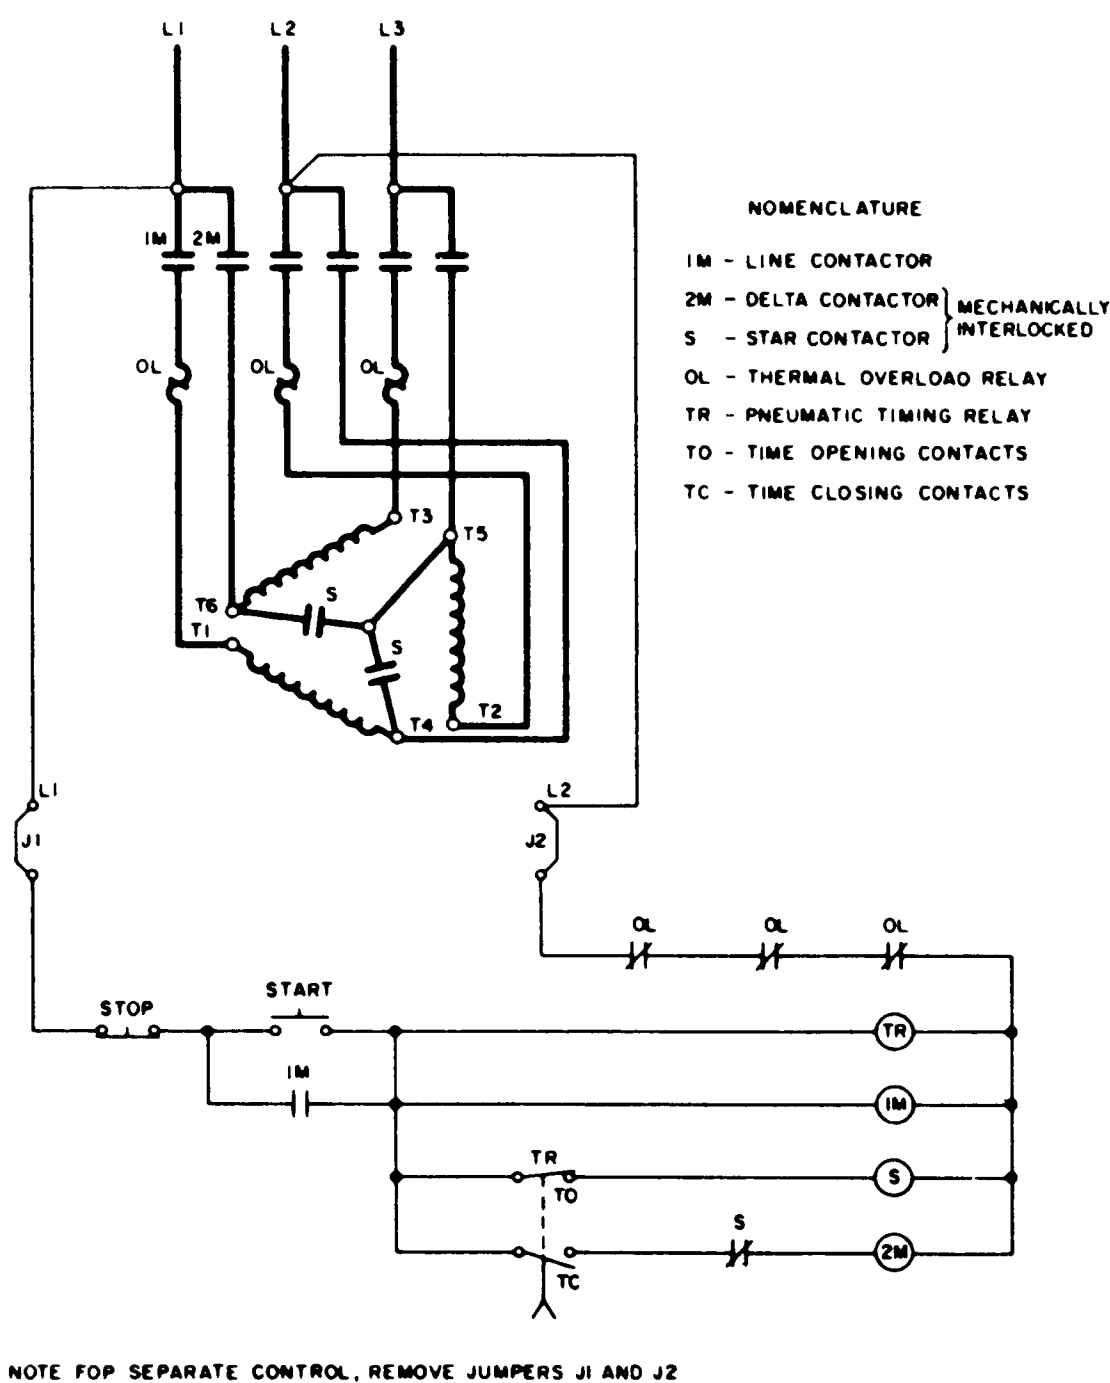 L1 L2 L3
NOMENCLATURE
1M 2M
1M - LINE CONTACTOR
2M - DELTA CONTACTOR
S - STAR CONTACTOR
MECHANICALLY
INTERLOCKED
OL OL OL
OL - THERMAL OVERLOAD RELAY
TR - PNEUMATIC TIMING RELAY
TO - TIME OPENING CONTACTS
TC - TIME CLOSING CONTACTS
T3
T5
S
T6
T1
S
T2
T4
L1 L2
J1 J2
OL OL OL
START
STOP
TR
1M
1M
TR
TO
S
S
2M
TC
NOTE FOP SEPARATE CONTROL, REMOVE JUMPERS J1 AND J2